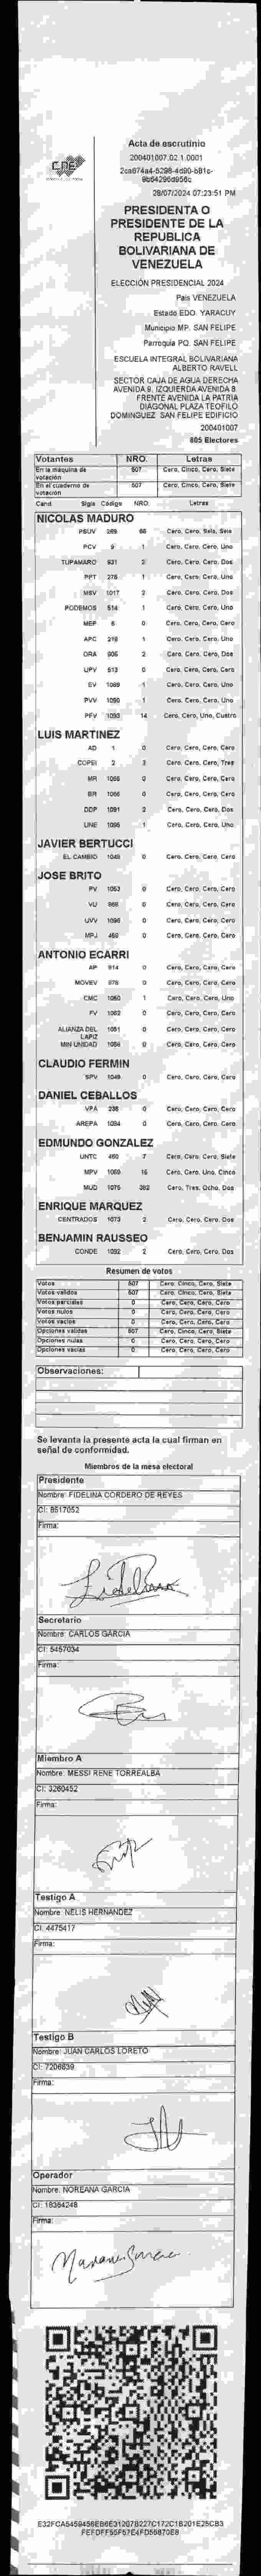 Acta de escrutinio
CNE
200401007.02.1.0001
28/07/2024 07:23:51 PM
PRESIDENTA O
PRESIDENTE DE LA
REPUBLICA
BOLIVARIANA DE
VENEZUELA
ELECCIÓN PRESIDENCIAL 2024
País VENEZUELA
Estado EDO. YARACUY
Municipio MP. SAN FELIPE
Parroquia PQ. SAN FELIPE
ESCUELA INTEGRAL BOLIVARIANA
ALBERTO RAVELL
SECTOR CAJA DE AGUA DERECHA
AVENIDA 9. IZQUIERDA AVENIDA 8.
FRENTE AVENIDA LA PATRIA
DIAGONAL PLAZA TEOFILO
DOMINGUEZ SAN FELIPE EDIFICIO
200401007
805 Electores
Votantes NRO. Letras
En la máquina de votación 507 Cero, Cinco, Cero, Siete
En el cuaderno de votación 507 Cero, Cinco, Cero, Siete
Cand Sigla Código NRO. Letras
NICOLAS MADURO
PSUV 269 66 Cero, Cero, Seis, Seis
PCV 9 1 Cero, Cero, Cero, Uno
TUPAMARO 931 2 Cero, Cero, Cero, Dos
PPT 278 1 Cero, Cero, Cero, Uno
MSV 1017 2 Cero, Cero, Cero, Dos
PODEMOS 514 1 Cero, Cero, Cero, Uno
MEP 6 0 Cero, Cero, Cero, Cero
APC 1 Cero, Cero, Cero, Uno
ORA 906 2 Cero, Cero, Cero, Dos
UPV 513 0 Cero, Cero, Cero, Cero
EV 1089 1 Cero, Cero, Cero, Uno
PVV 1090 1 Cero, Cero, Cero, Uno
PFV 1093 14 Cero, Cero, Uno, Cuatro
LUIS MARTINEZ
AD 1 0 Cero, Cero, Cero, Cero
COPEI 2 3 Cero, Cero, Cero, Tres
MR 0 Cero, Cero, Cero, Cero
BR 0 Cero, Cero, Cero, Cero
DDP 1091 2 Cero, Cero, Cero, Dos
UNE 1095 1 Cero, Cero, Cero, Uno
JAVIER BERTUCCI
EL CAMBIO 1048 0 Cero, Cero, Cero, Cero
JOSE BRITO
PV 1053 0 Cero, Cero, Cero, Cero
VU 868 0 Cero, Cero, Cero, Cero
UVV 1096 0 Cero, Cero, Cero, Cero
MPJ 0 Cero, Cero, Cero, Cero
ANTONIO ECARRI
AP 914 0 Cero, Cero, Cero, Cero
MOVEV 0 Cero, Cero, Cero, Cero
CMC 1050 1 Cero, Cero, Cero, Uno
FV 1002 0 Cero, Cero, Cero, Cero
ALIANZA DEL LAPIZ 1051 0 Cero, Cero, Cero, Cero
MIN UNIDAD 0 Cero, Cero, Cero, Cero
CLAUDIO FERMIN
SPV 1049 0 Cero, Cero, Cero, Cero
DANIEL CEBALLOS
VPA 0 Cero, Cero, Cero, Cero
AREPA 1034 0 Cero, Cero, Cero, Cero
EDMUNDO GONZALEZ
UNTC 460 7 Cero, Cero, Cero, Siete
MPV 1069 15 Cero, Cero, Uno, Cinco
MUD 1075 382 Cero, Tres, Ocho, Dos
ENRIQUE MARQUEZ
CENTRADOS 1073 2 Cero, Cero, Cero, Dos
BENJAMIN RAUSSEO
CONDE 1092 2 Cero, Cero, Cero, Dos
Resumen de votos
Votos 507 Cero, Cinco, Cero, Siete
Votos válidos 507 Cero, Cinco, Cero, Siete
Votos parciales 0 Cero, Cero, Cero, Cero
Votos nulos 0 Cero, Cero, Cero, Cero
Votos vacíos 0 Cero, Cero, Cero, Cero
Opciones válidas 507 Cero, Cinco, Cero, Siete
Opciones nulas 0 Cero, Cero, Cero, Cero
Opciones vacías 0 Cero, Cero, Cero, Cero
Observaciones:
Se levanta la presente acta la cual firman en
señal de conformidad.
Miembros de la mesa electoral
Presidente
Nombre: FIDELINA CORDERO DE REYES
CI: 8517052
Firma:
Secretario
Nombre: CARLOS GARCIA
CI: 5457034
Firma:
Miembro A
Nombre: MESSI RENE TORREALBA
CI: 3260452
Firma:
Testigo A
Nombre: NELIS HERNANDEZ
CI: 4475417
Firma:
Testigo B
Nombre: JUAN CARLOS LORETO
CI: 7206639
Firma:
Operador
Nombre: NOREANA GARCIA
CI: 18364248
Firma: